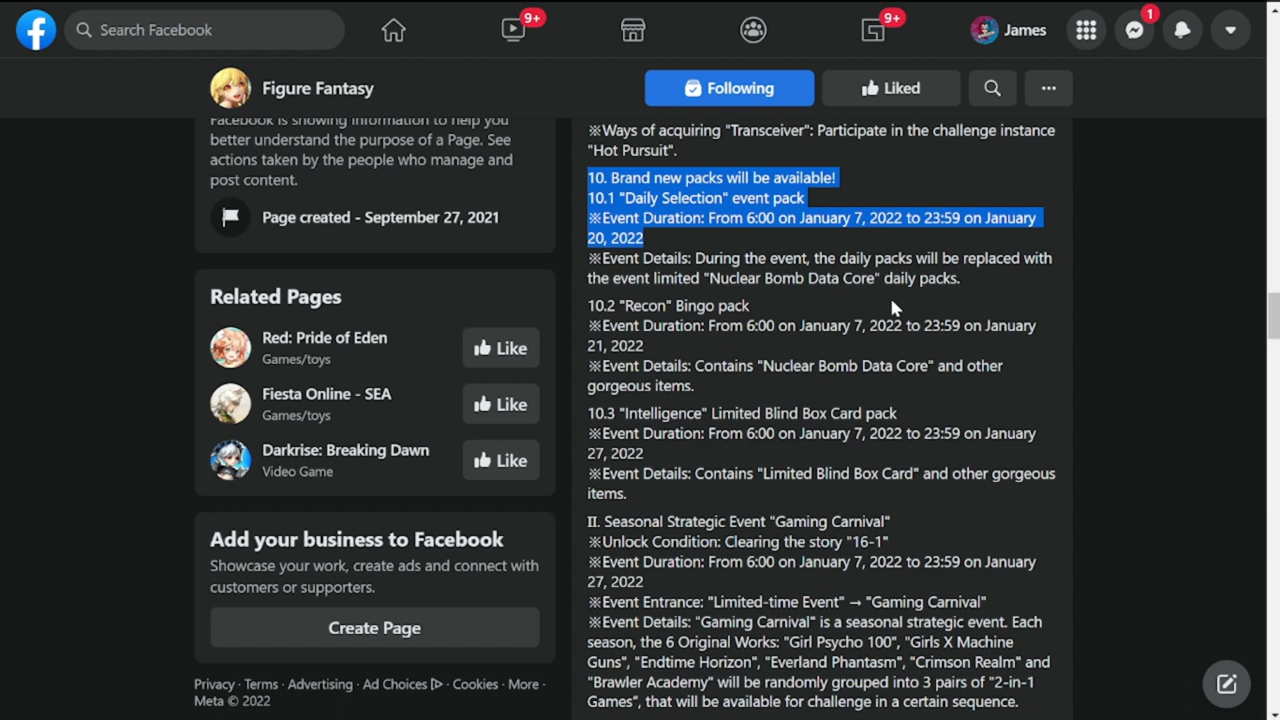 Search Facebook
9+
9+
James
1
Figure Fantasy
Following
Liked
Facebook is showing information to help you
better understand the purpose of a Page. See
actions taken by the people who manage and
post content.
Page created - September 27, 2021
Related Pages
Red: Pride of Eden
Games/toys
Like
Fiesta Online - SEA
Games/toys
Like
Darkrise: Breaking Dawn
Video Game
Like
Add your business to Facebook
Showcase your work, create ads and connect with
customers or supporters.
Create Page
Privacy · Terms · Advertising · Ad Choices · Cookies · More ·
Meta © 2022
※Ways of acquiring "Transceiver": Participate in the challenge instance
"Hot Pursuit".
10. Brand new packs will be available!
10.1 "Daily Selection" event pack
※Event Duration: From 6:00 on January 7, 2022 to 23:59 on January
20, 2022
※Event Details: During the event, the daily packs will be replaced with
the event limited "Nuclear Bomb Data Core" daily packs.
10.2 "Recon" Bingo pack
※Event Duration: From 6:00 on January 7, 2022 to 23:59 on January
21, 2022
※Event Details: Contains "Nuclear Bomb Data Core" and other
gorgeous items.
10.3 "Intelligence" Limited Blind Box Card pack
※Event Duration: From 6:00 on January 7, 2022 to 23:59 on January
27, 2022
※Event Details: Contains "Limited Blind Box Card" and other gorgeous
items.
II. Seasonal Strategic Event "Gaming Carnival"
※Unlock Condition: Clearing the story "16-1"
※Event Duration: From 6:00 on January 7, 2022 to 23:59 on January
27, 2022
※Event Entrance: "Limited-time Event" → "Gaming Carnival"
※Event Details: "Gaming Carnival" is a seasonal strategic event. Each
season, the 6 Original Works: "Girl Psycho 100", "Girls X Machine
Guns", "Endtime Horizon", "Everland Phantasm", "Crimson Realm" and
"Brawler Academy" will be randomly grouped into 3 pairs of "2-in-1
Games", that will be available for challenge in a certain sequence.